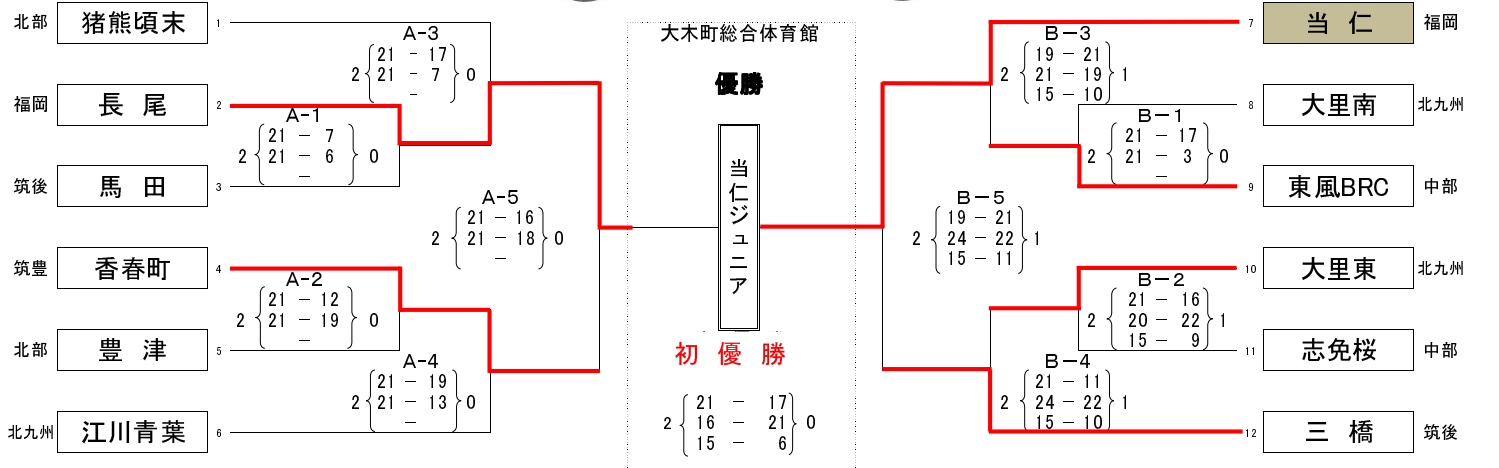 北部 猪熊頃末 1
福岡 長尾 2
筑後 馬田 3
筑豊 香春町 4
北部 豊津 5
北九州 江川青葉 6
A-3
2 21 - 17 0
21 - 7
-
A-1
2 21 - 7 0
21 - 6
-
A-5
2 21 - 16 0
21 - 18
-
A-2
2 21 - 12 0
21 - 19
-
A-4
2 21 - 19 0
21 - 13
-
大木町総合体育館
優勝
当仁ジュニア
初優勝
2 21 - 17 0
16 - 21
15 - 6
B-3
2 19 - 21 1
21 - 19
15 - 10
B-1
2 21 - 17 0
21 - 3
-
B-5
2 19 - 21 1
24 - 22
15 - 11
B-2
2 21 - 16 1
20 - 22
15 - 9
B-4
2 21 - 11 1
24 - 22
15 - 10
7 当仁 福岡
8 大里南 北九州
9 東風BRC 中部
10 大里東 北九州
11 志免桜 中部
12 三橋 筑後